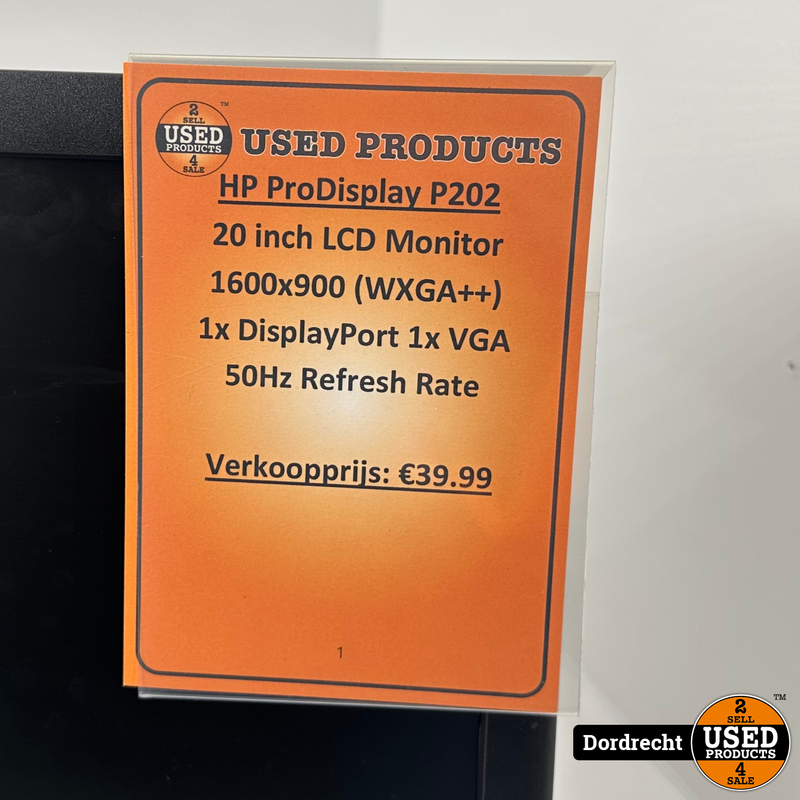 2
SELL
USED
PRODUCTS
4
SALE
™
USED PRODUCTS
HP ProDisplay P202
20 inch LCD Monitor
1600x900 (WXGA++)
1x DisplayPort 1x VGA
50Hz Refresh Rate
Verkoopprijs: €39.99
1
Dordrecht
2
SELL
USED
PRODUCTS
4
SALE
™